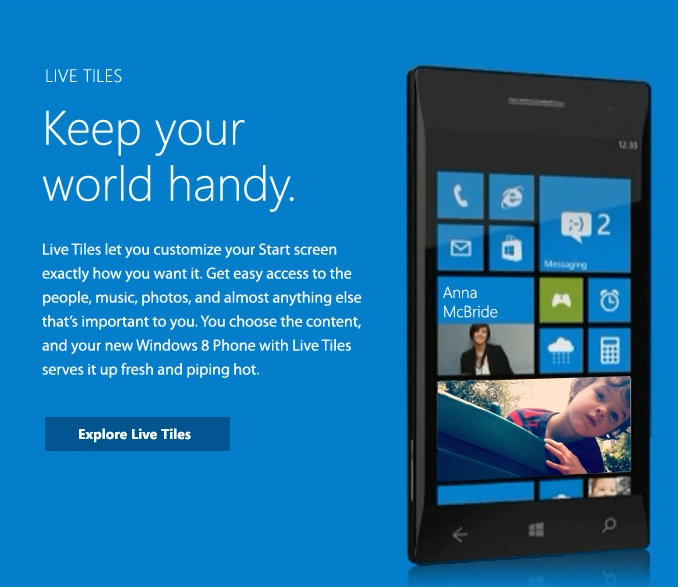 LIVE TILES
Keep your
world handy.
Live Tiles let you customize your Start screen
exactly how you want it. Get easy access to the
people, music, photos, and almost anything else
that's important to you. You choose the content,
and your new Windows 8 Phone with Live Tiles
serves it up fresh and piping hot.
Explore Live Tiles
12:38
;-) 2
Messaging
Anna
McBride